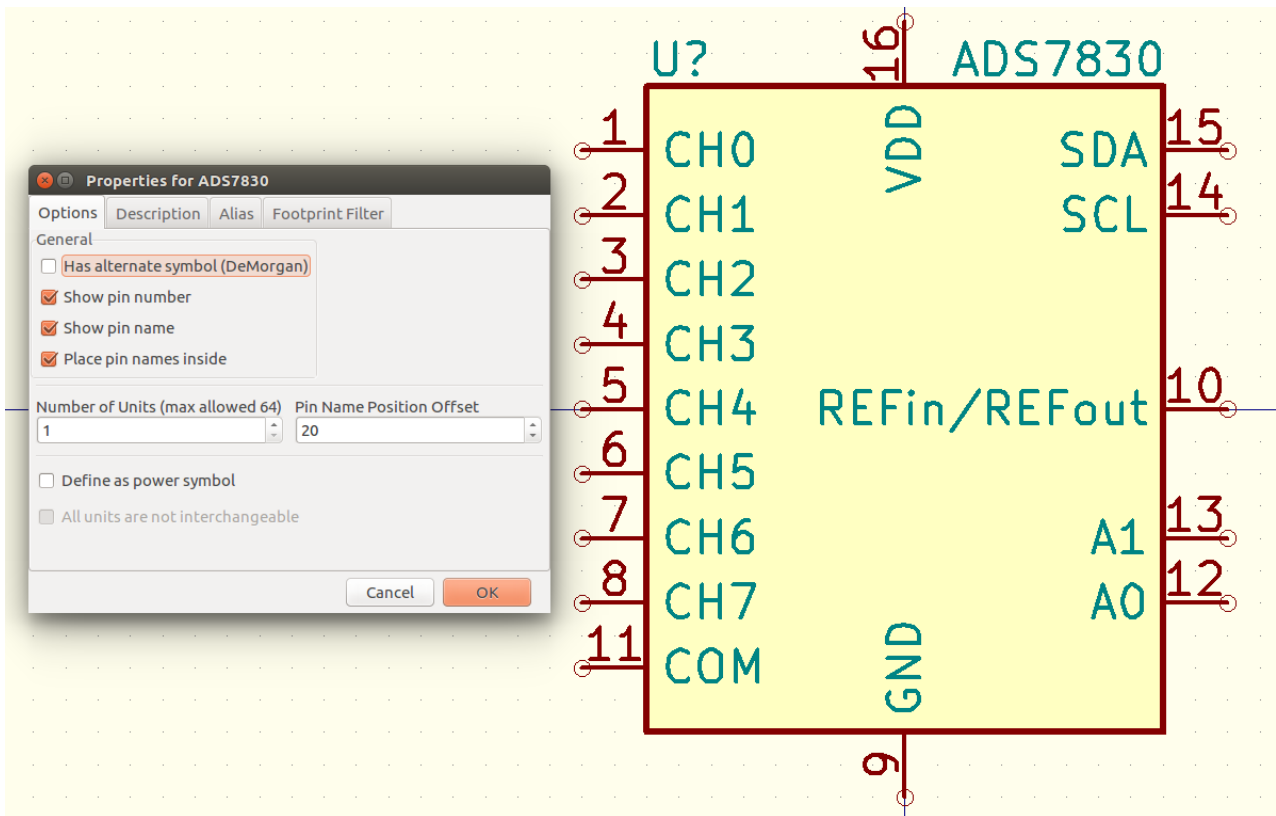 Properties for ADS7830
Options Description Alias Footprint Filter
General
Has alternate symbol (DeMorgan)
Show pin number
Show pin name
Place pin names inside
Number of Units (max allowed 64) Pin Name Position Offset
1 20
Define as power symbol
All units are not interchangeable
Cancel OK
U? 16 ADS7830
VDD
1 CH0 SDA 15
2 CH1 SCL 14
3 CH2
4 CH3
5 CH4 REFin/REFout 10
6 CH5
7 CH6 A1 13
8 CH7 A0 12
11 COM
GND
9